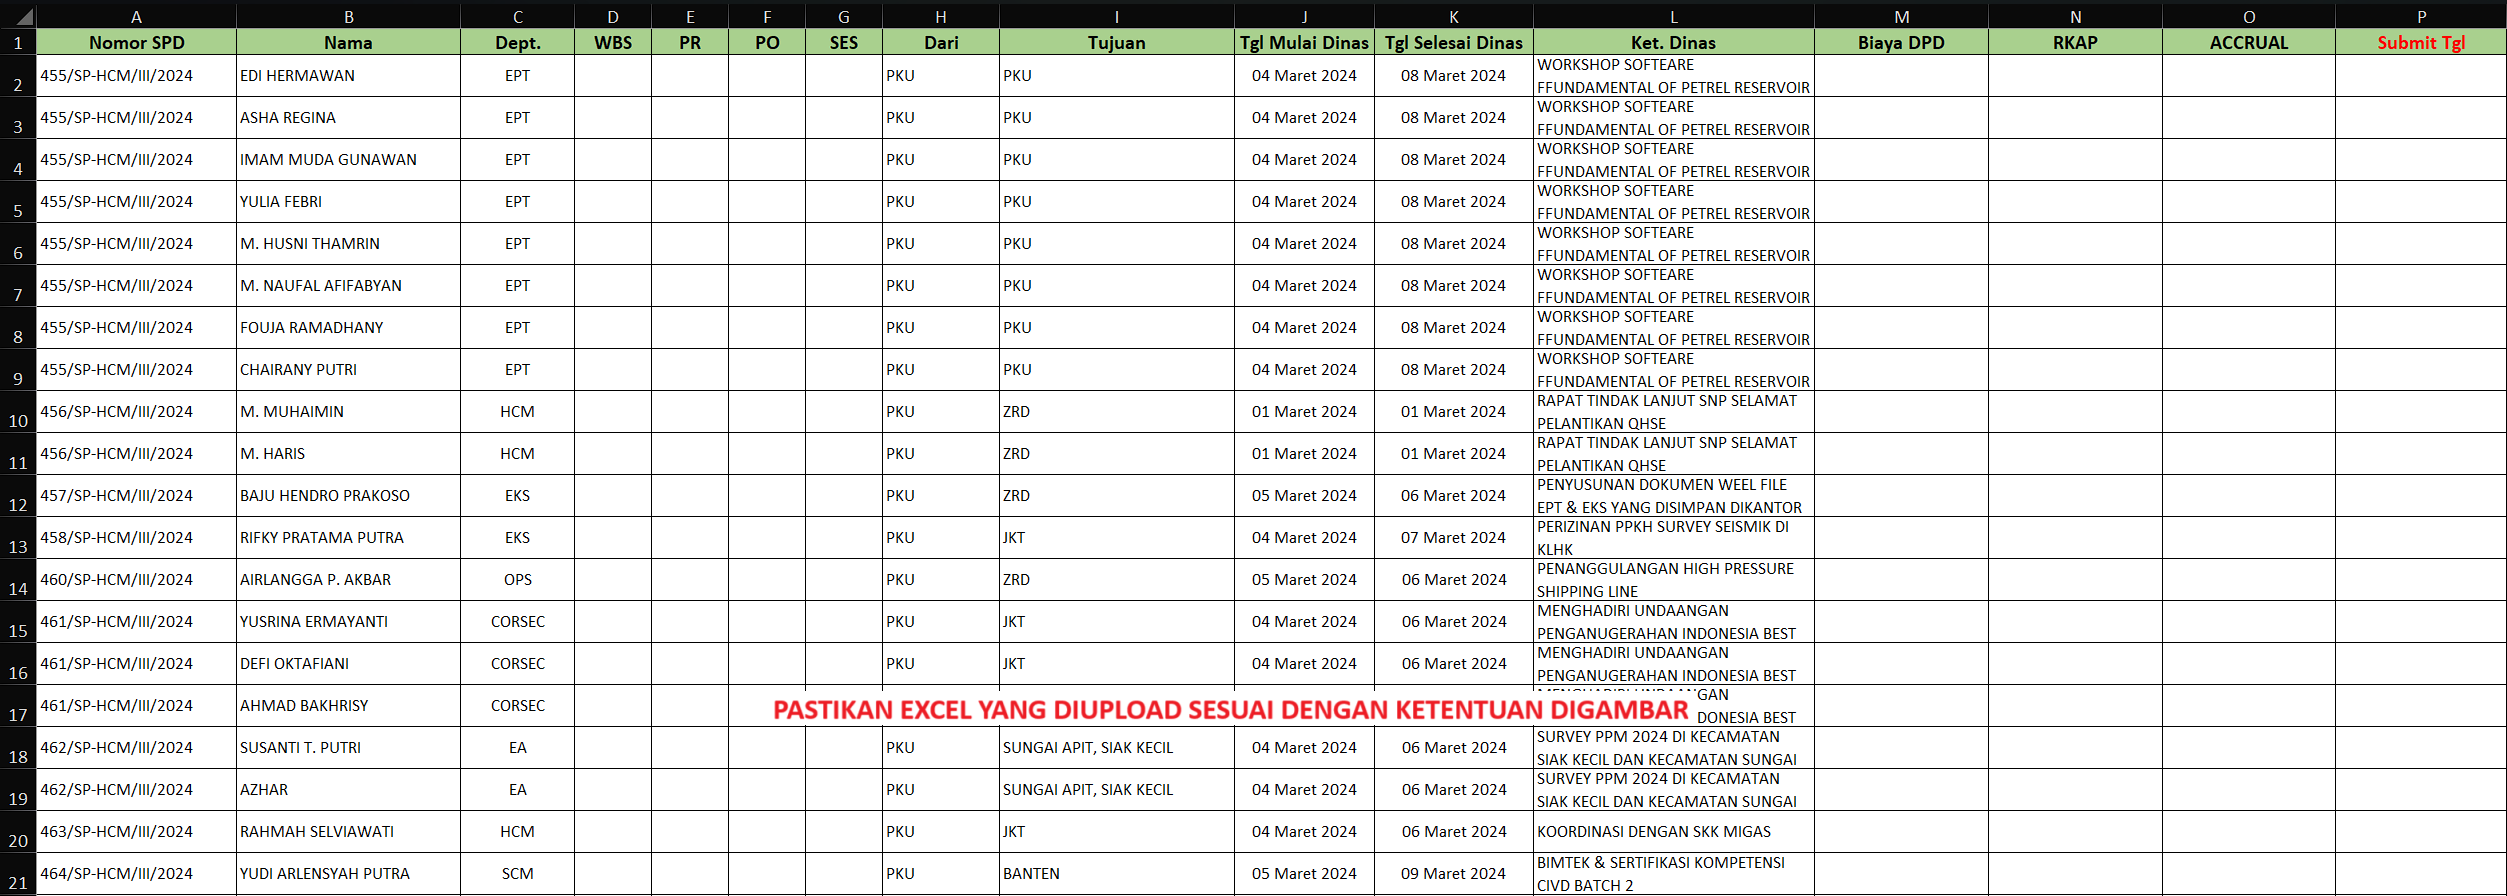 A B C D E F G H I J K L M N O P
1 Nomor SPD Nama Dept. WBS PR PO SES Dari Tujuan Tgl Mulai Dinas Tgl Selesai Dinas Ket. Dinas Biaya DPD RKAP ACCRUAL Submit Tgl
2 455/SP-HCM/III/2024 EDI HERMAWAN EPT PKU PKU 04 Maret 2024 08 Maret 2024 WORKSHOP SOFTEARE
FFUNDAMENTAL OF PETREL RESERVOIR
3 455/SP-HCM/III/2024 ASHA REGINA EPT PKU PKU 04 Maret 2024 08 Maret 2024 WORKSHOP SOFTEARE
FFUNDAMENTAL OF PETREL RESERVOIR
4 455/SP-HCM/III/2024 IMAM MUDA GUNAWAN EPT PKU PKU 04 Maret 2024 08 Maret 2024 WORKSHOP SOFTEARE
FFUNDAMENTAL OF PETREL RESERVOIR
5 455/SP-HCM/III/2024 YULIA FEBRI EPT PKU PKU 04 Maret 2024 08 Maret 2024 WORKSHOP SOFTEARE
FFUNDAMENTAL OF PETREL RESERVOIR
6 455/SP-HCM/III/2024 M. HUSNI THAMRIN EPT PKU PKU 04 Maret 2024 08 Maret 2024 WORKSHOP SOFTEARE
FFUNDAMENTAL OF PETREL RESERVOIR
7 455/SP-HCM/III/2024 M. NAUFAL AFIFABYAN EPT PKU PKU 04 Maret 2024 08 Maret 2024 WORKSHOP SOFTEARE
FFUNDAMENTAL OF PETREL RESERVOIR
8 455/SP-HCM/III/2024 FOUJA RAMADHANY EPT PKU PKU 04 Maret 2024 08 Maret 2024 WORKSHOP SOFTEARE
FFUNDAMENTAL OF PETREL RESERVOIR
9 455/SP-HCM/III/2024 CHAIRANY PUTRI EPT PKU PKU 04 Maret 2024 08 Maret 2024 WORKSHOP SOFTEARE
FFUNDAMENTAL OF PETREL RESERVOIR
10 456/SP-HCM/III/2024 M. MUHAIMIN HCM PKU ZRD 01 Maret 2024 01 Maret 2024 RAPAT TINDAK LANJUT SNP SELAMAT
PELANTIKAN QHSE
11 456/SP-HCM/III/2024 M. HARIS HCM PKU ZRD 01 Maret 2024 01 Maret 2024 RAPAT TINDAK LANJUT SNP SELAMAT
PELANTIKAN QHSE
12 457/SP-HCM/III/2024 BAJU HENDRO PRAKOSO EKS PKU ZRD 05 Maret 2024 06 Maret 2024 PENYUSUNAN DOKUMEN WEEL FILE
EPT & EKS YANG DISIMPAN DIKANTOR
13 458/SP-HCM/III/2024 RIFKY PRATAMA PUTRA EKS PKU JKT 04 Maret 2024 07 Maret 2024 PERIZINAN PPKH SURVEY SEISMIK DI
KLHK
14 460/SP-HCM/III/2024 AIRLANGGA P. AKBAR OPS PKU ZRD 05 Maret 2024 06 Maret 2024 PENANGGULANGAN HIGH PRESSURE
SHIPPING LINE
15 461/SP-HCM/III/2024 YUSRINA ERMAYANTI CORSEC PKU JKT 04 Maret 2024 06 Maret 2024 MENGHADIRI UNDAANGAN
PENGANUGERAHAN INDONESIA BEST
16 461/SP-HCM/III/2024 DEFI OKTAFIANI CORSEC PKU JKT 04 Maret 2024 06 Maret 2024 MENGHADIRI UNDAANGAN
PENGANUGERAHAN INDONESIA BEST
17 461/SP-HCM/III/2024 AHMAD BAKHRISY CORSEC
PASTIKAN EXCEL YANG DIUPLOAD SESUAI DENGAN KETENTUAN DIGAMBAR
BEST
18 462/SP-HCM/III/2024 SUSANTI T. PUTRI EA PKU SUNGAI APIT, SIAK KECIL 04 Maret 2024 06 Maret 2024 SURVEY PPM 2024 DI KECAMATAN
SIAK KECIL DAN KECAMATAN SUNGAI
19 462/SP-HCM/III/2024 AZHAR EA PKU SUNGAI APIT, SIAK KECIL 04 Maret 2024 06 Maret 2024 SURVEY PPM 2024 DI KECAMATAN
SIAK KECIL DAN KECAMATAN SUNGAI
20 463/SP-HCM/III/2024 RAHMAH SELVIAWATI HCM PKU JKT 04 Maret 2024 06 Maret 2024 KOORDINASI DENGAN SKK MIGAS
21 464/SP-HCM/III/2024 YUDI ARLENSYAH PUTRA SCM PKU BANTEN 05 Maret 2024 09 Maret 2024 BIMTEK & SERTIFIKASI KOMPETENSI
CIVD BATCH 2